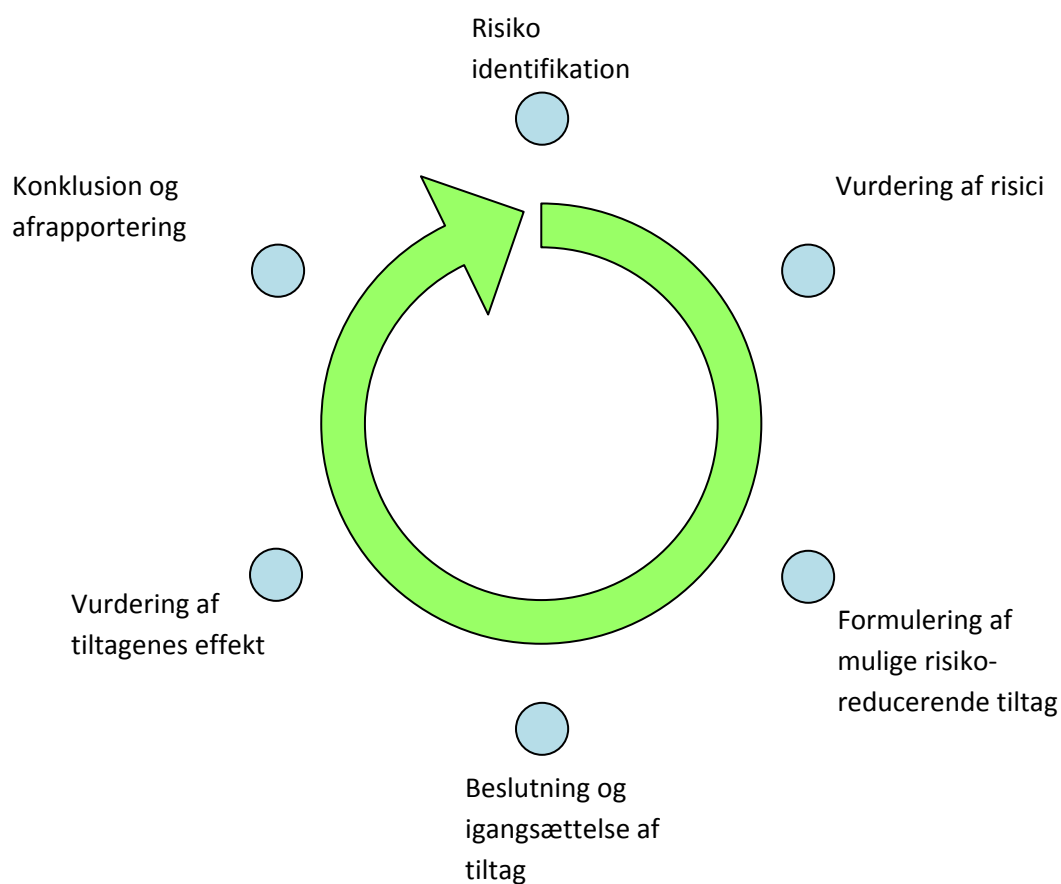 Risiko
identifikation
Vurdering af risici
Formulering af
mulige risiko-
reducerende tiltag
Beslutning og
igangsættelse af
tiltag
Vurdering af
tiltagenes effekt
Konklusion og
afrapportering